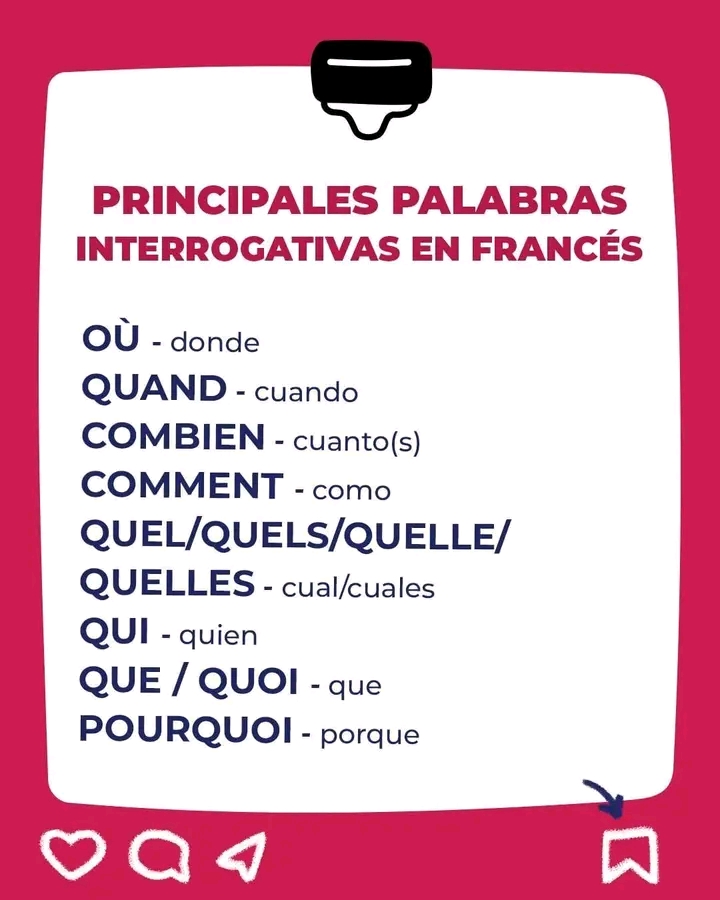 PRINCIPALES PALABRAS
INTERROGATIVAS EN FRANCÉS
OÙ - donde
QUAND - cuando
COMBIEN - cuanto(s)
COMMENT - como
QUEL/QUELS/QUELLE/
QUELLES - cual/cuales
QUI - quien
QUE / QUOI - que
POURQUOI - porque